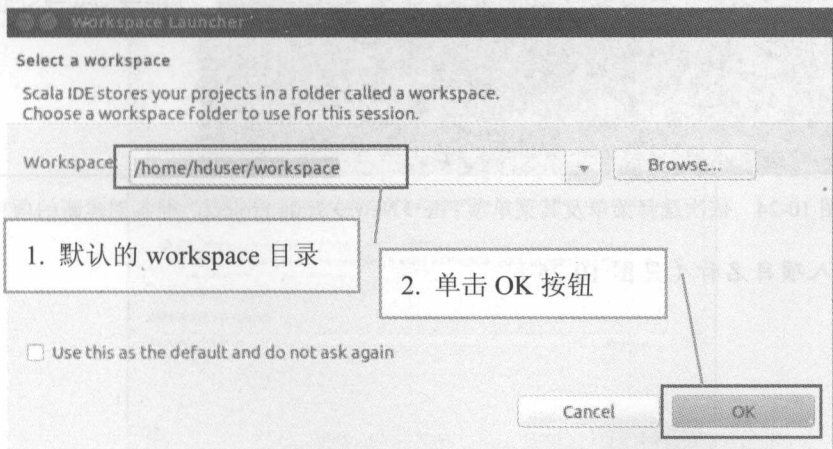 Workspace Launcher
Select a workspace
Scala IDE stores your projects in a folder called a workspace.
Choose a workspace folder to use for this session.
Workspace
/home/hduser/workspace
Browse...
1. 默认的 workspace 目录
2. 单击 OK 按钮
Use this as the default and do not ask again
Cancel
OK